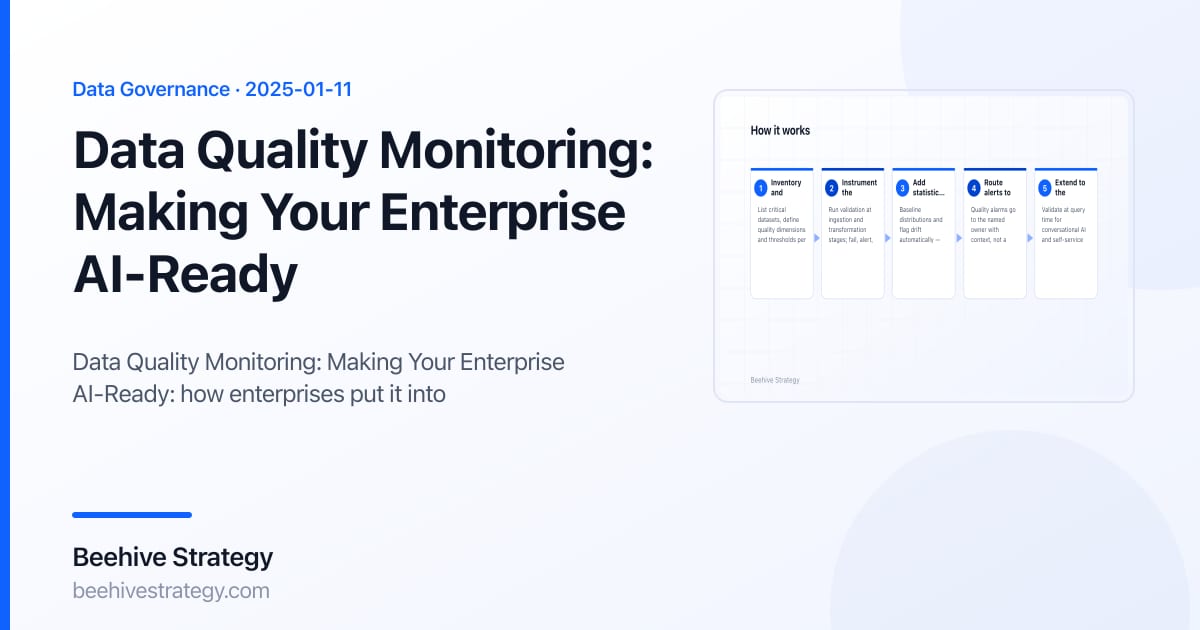 Data Governance · 2025-01-11
Data Quality Monitoring:
Making Your Enterprise
AI-Ready
Data Quality Monitoring: Making Your Enterprise
AI-Ready: how enterprises put it into
Beehive Strategy
beehivestrategy.com
How it works
1
Inventory
and
List critical
datasets, define
quality dimensions
and thresholds per
2
Instrument
the
Run validation at
ingestion and
transformation
stages; fail, alert,
3
Add
statistic...
Baseline
distributions and
flag drift
automatically —
4
Route
alerts to
Quality alarms go
to the named
owner with
context, not a
5
Extend to
the
Validate at query
time for
conversational AI
and self-service
Beehive Strategy